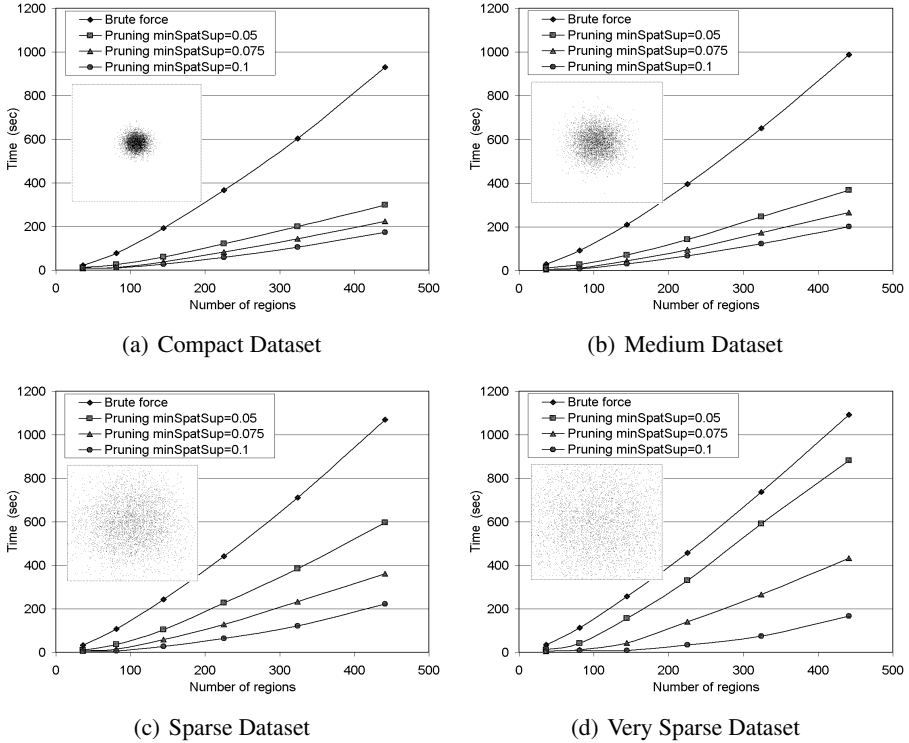 1200
1000
800
600
400
200
0
Time (sec)
Brute force
Pruning minSpatSup=0.05
Pruning minSpatSup=0.075
Pruning minSpatSup=0.1
0 100 200 300 400 500
Number of regions
(a) Compact Dataset
1200
1000
800
600
400
200
0
Time (sec)
Brute force
Pruning minSpatSup=0.05
Pruning minSpatSup=0.075
Pruning minSpatSup=0.1
0 100 200 300 400 500
Number of regions
(b) Medium Dataset
1200
1000
800
600
400
200
0
Time (sec)
Brute force
Pruning minSpatSup=0.05
Pruning minSpatSup=0.075
Pruning minSpatSup=0.1
0 100 200 300 400 500
Number of regions
(c) Sparse Dataset
1200
1000
800
600
400
200
0
Time (sec)
Brute force
Pruning minSpatSup=0.05
Pruning minSpatSup=0.075
Pruning minSpatSup=0.1
0 100 200 300 400 500
Number of regions
(d) Very Sparse Dataset